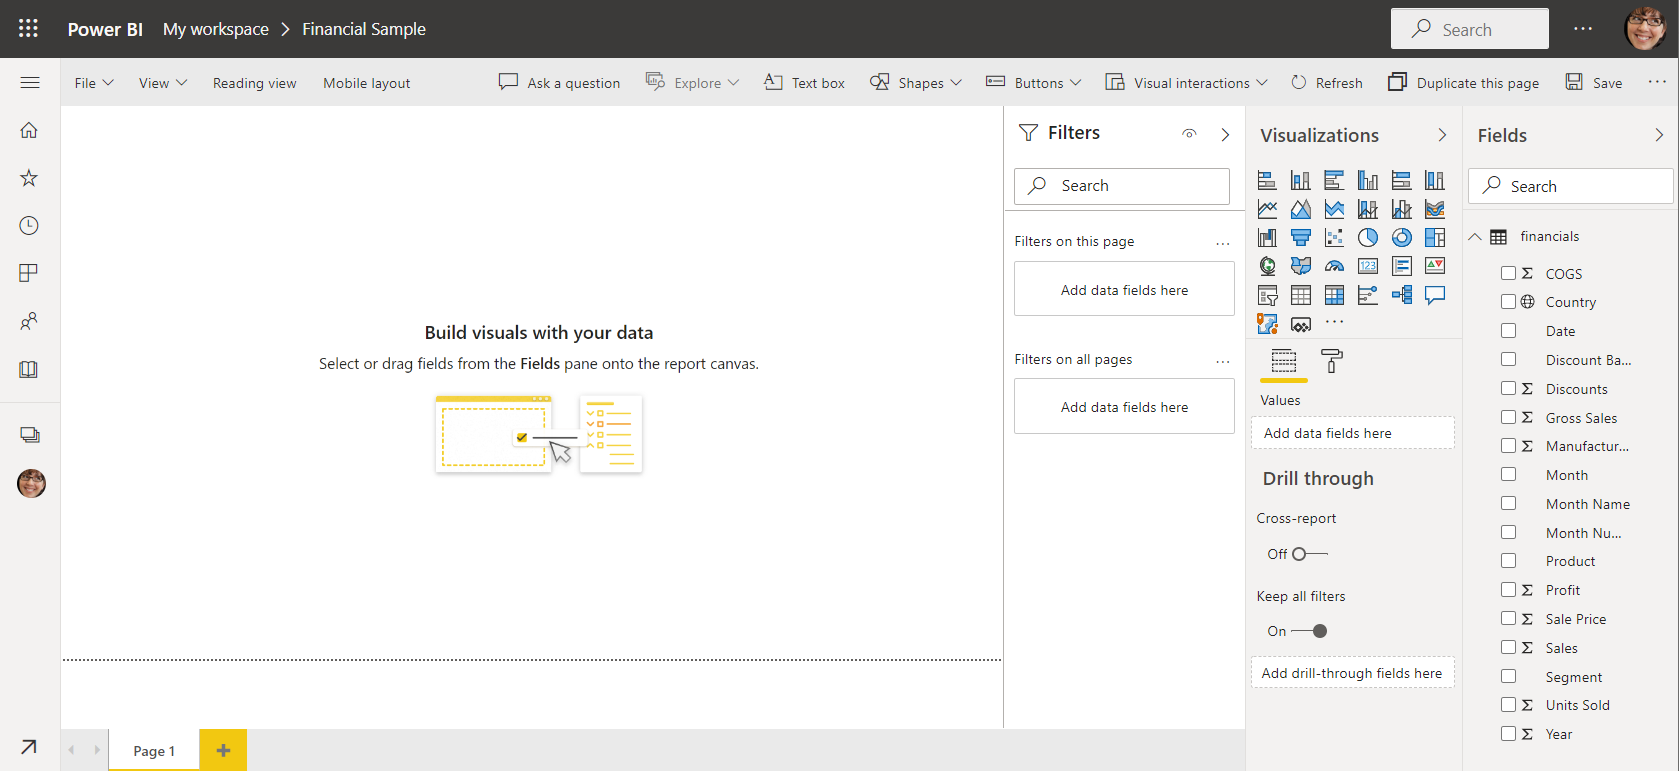 Power BI My workspace Financial Sample Search
File View Reading view Mobile layout Ask a question Explore Text box Shapes Buttons Visual interactions Refresh Duplicate this page Save
Build visuals with your data
Select or drag fields from the Fields pane onto the report canvas.
Page 1
Filters
Search
Filters on this page
Add data fields here
Filters on all pages
Add data fields here
Visualizations
123
Values
Add data fields here
Drill through
Cross-report
Off
Keep all filters
On
Add drill-through fields here
Fields
Search
financials
Σ COGS
Country
Date
Discount Ba...
Σ Discounts
Σ Gross Sales
Σ Manufactur...
Month
Month Name
Month Nu...
Product
Σ Profit
Σ Sale Price
Σ Sales
Segment
Σ Units Sold
Σ Year